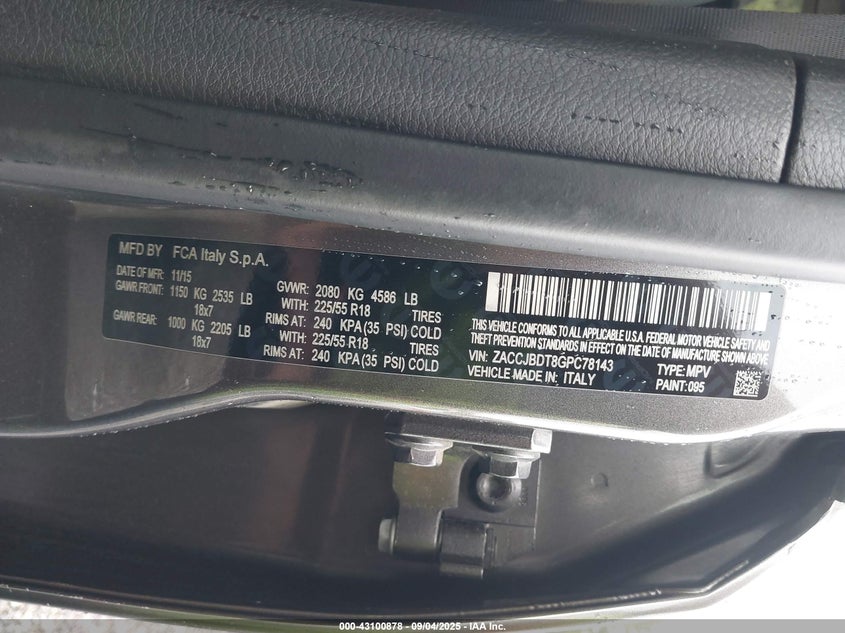 MFD BY FCA Italy S.p.A.
DATE OF MFR: 11/15
GAWR FRONT: 1150 KG 2535 LB
18x7
GAWR REAR: 1000 KG 2205 LB
18x7
GVWR: 2080 KG 4586 LB
WITH: 225/55 R18 TIRES
RIMS AT: 240 KPA (35 PSI) COLD
WITH: 225/55 R18 TIRES
RIMS AT: 240 KPA (35 PSI) COLD
THIS VEHICLE CONFORMS TO ALL APPLICABLE U.S.A. FEDERAL MOTOR VEHICLE SAFETY AND
THEFT PREVENTION STANDARDS IN EFFECT ON THE DATE OF MANUFACTURE SHOWN ABOVE.
VIN: ZACCJBDT8GPC78143 TYPE: MPV
VEHICLE MADE IN: ITALY PAINT: 095
000-43100878 - 09/04/2025 - IAA Inc.